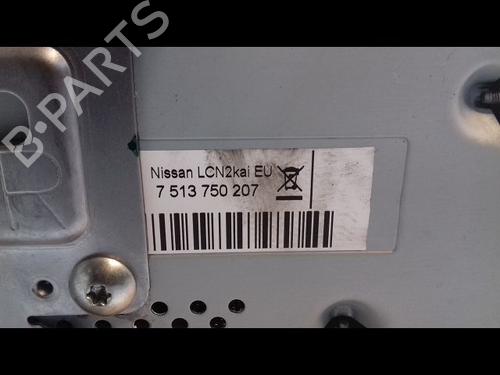 B-PARTS
R
Nissan LCN2kai EU
7 513 750 207